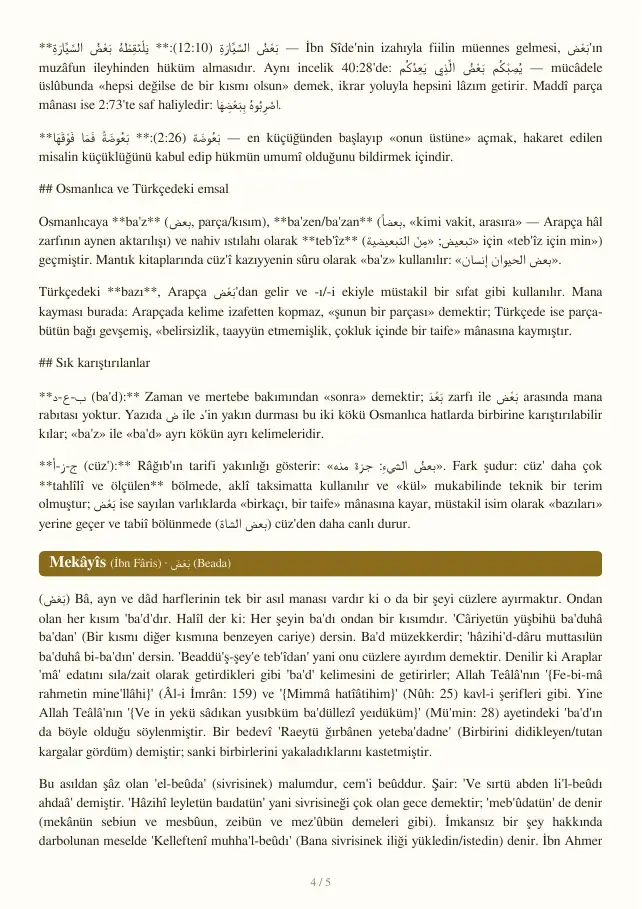 **يَلْتَقِطْهُ بَعْضُ السَّيَّارَةِ (12:10):** بَعْضُ السَّيَّارَةِ — İbn Sîde'nin izahıyla fiilin müennes gelmesi, بَعْض'ın
muzâfun ileyhinden hüküm almasıdır. Aynı incelik 40:28'de: يُصِبْكُم بَعْضُ الَّذِي يَعِدُكُم — mücâdele
üslûbunda «hepsi değilse de bir kısmı olsun» demek, ikrar yoluyla hepsini lâzım getirir. Maddî parça
mânası ise 2:73'te saf haliyledir: اضْرِبُوهُ بِبَعْضِهَا.
**بَعُوضَةً فَمَا فَوْقَهَا (2:26):** بَعُوضَة — en küçüğünden başlayıp «onun üstüne» açmak, hakaret edilen
misalin küçüklüğünü kabul edip hükmün umumî olduğunu bildirmek içindir.
## Osmanlıca ve Türkçedeki emsal
Osmanlıcaya **ba'z** (بعض, parça/kısım), **ba'zen/ba'zan** (بعضاً, «kimi vakit, arasıra» — Arapça hâl
zarfının aynen aktarılışı) ve nahiv ıstılahı olarak **teb'îz** (تبعيض; «مِنْ التبعيضية» için «teb'îz için min»)
geçmiştir. Mantık kitaplarında cüz'î kazıyyenin sûru olarak «ba'z» kullanılır: «بعض الحيوان إنسان».
Türkçedeki **bazı**, Arapça بَعْضُ'dan gelir ve -ı/-i ekiyle müstakil bir sıfat gibi kullanılır. Mana
kayması burada: Arapçada kelime izafetten kopmaz, «şunun bir parçası» demektir; Türkçede ise parça-
bütün bağı gevşemiş, «belirsizlik, taayyün etmemişlik, çokluk içinde bir taife» mânasına kaymıştır.
## Sık karıştırılanlar
**ب-ع-د (ba'd):** Zaman ve mertebe bakımından «sonra» demektir; بَعْدَ zarfı ile بَعْض arasında mana
rabıtası yoktur. Yazıda ض ile د'in yakın durması bu iki kökü Osmanlıca hatlarda birbirine karıştırılabilir
kılar; «ba'z» ile «ba'd» ayrı kökün ayrı kelimeleridir.
**ج-ز-أ (cüz'):** Râğıb'ın tarifi yakınlığı gösterir: «بعضُ الشيءِ: جزءٌ منه». Fark şudur: cüz' daha çok
**tahlîlî ve ölçülen** bölmede, aklî taksimatta kullanılır ve «kül» mukabilinde teknik bir terim
olmuştur; بَعْض ise sayılan varlıklarda «birkaçı, bir taife» mânasına kayar, müstakil isim olarak «bazıları»
yerine geçer ve tabiî bölünmede (بعض الشاة) cüz'den daha canlı durur.
Mekâyîs (İbn Fâris) · بَعَضَ (Beada)
(بَعَضَ) Bâ, ayn ve dâd harflerinin tek bir asıl manası vardır ki o da bir şeyi cüzlere ayırmaktır. Ondan
olan her kısım 'ba'd'dır. Halîl der ki: Her şeyin ba'dı ondan bir kısımdır. 'Câriyetün yüşbihü ba'duhâ
ba'dan' (Bir kısmı diğer kısmına benzeyen cariye) dersin. Ba'd müzekkerdir; 'hâzihi'd-dâru muttasılün
ba'duhâ bi-ba'dın' dersin. 'Beaddü'ş-şey'e teb'îdan' yani onu cüzlere ayırdım demektir. Denilir ki Araplar
'mâ' edatını sıla/zait olarak getirdikleri gibi 'ba'd' kelimesini de getirirler; Allah Teâlâ'nın '{Fe-bi-mâ
rahmetin mine'llâhi}' (Âl-i İmrân: 159) ve '{Mimmâ hatîâtihim}' (Nûh: 25) kavl-i şerifleri gibi. Yine
Allah Teâlâ'nın '{Ve in yekü sâdıkan yusıbküm ba'düllezî yeıdüküm}' (Mü'min: 28) ayetindeki 'ba'd'ın
da böyle olduğu söylenmiştir. Bir bedevî 'Raeytü ğırbânen yeteba'dadne' (Birbirini didikleyen/tutan
kargalar gördüm) demiştir; sanki birbirlerini yakaladıklarını kastetmiştir.
Bu asıldan şâz olan 'el-beûda' (sivrisinek) malumdur, cem'i beûddur. Şair: 'Ve sırtü abden li'l-beûdı
ahdaâ' demiştir. 'Hâzihî leyletün baıdatün' yani sivrisineği çok olan gece demektir; 'meb'ûdatün' de denir
(mekânün sebiun ve mesbûun, zeibün ve mez'ûbün demeleri gibi). İmkansız bir şey hakkında
darbolunan meselde 'Kelleftenî muhha'l-beûdı' (Bana sivrisinek iliği yükledin/istedin) denir. İbn Ahmer
4 / 5